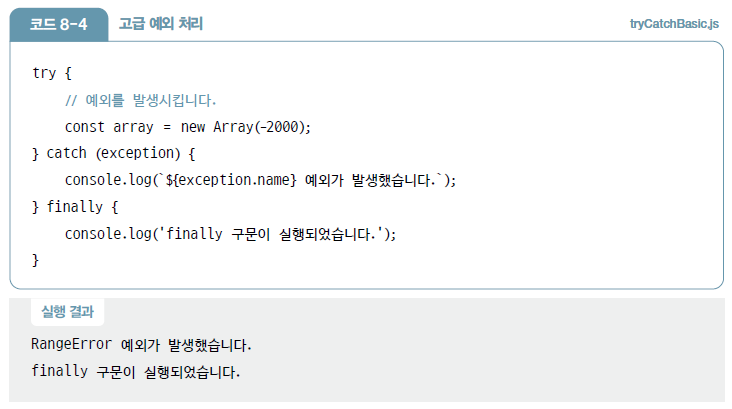 코드 8-4 고급 예외 처리 tryCatchBasic.js
try {
// 예외를 발생시킵니다.
const array = new Array(-2000);
} catch (exception) {
console.log(`${exception.name} 예외가 발생했습니다.`);
} finally {
console.log('finally 구문이 실행되었습니다.');
}
실행 결과
RangeError 예외가 발생했습니다.
finally 구문이 실행되었습니다.